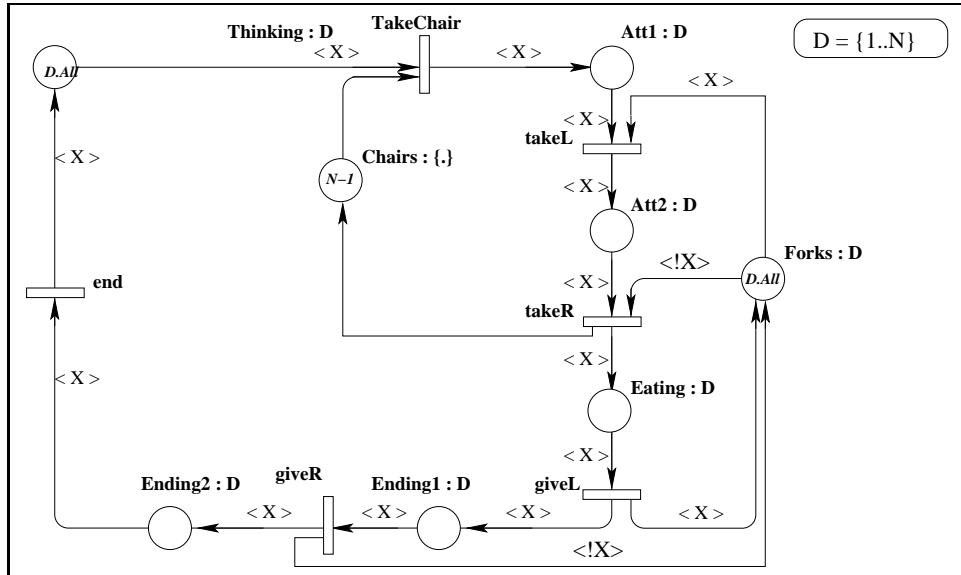 TakeChair
Thinking : D
Att1 : D
D = {1..N}
< X >
< X >
D.All
< X >
< X >
takeL
< X >
Chairs : {.}
N–1
< X >
Att2 : D
Forks : D
<!X>
< X >
D.All
end
takeR
< X >
< X >
Eating : D
< X >
giveR
Ending2 : D
Ending1 : D
giveL
< X >
< X >
< X >
< X >
<!X>